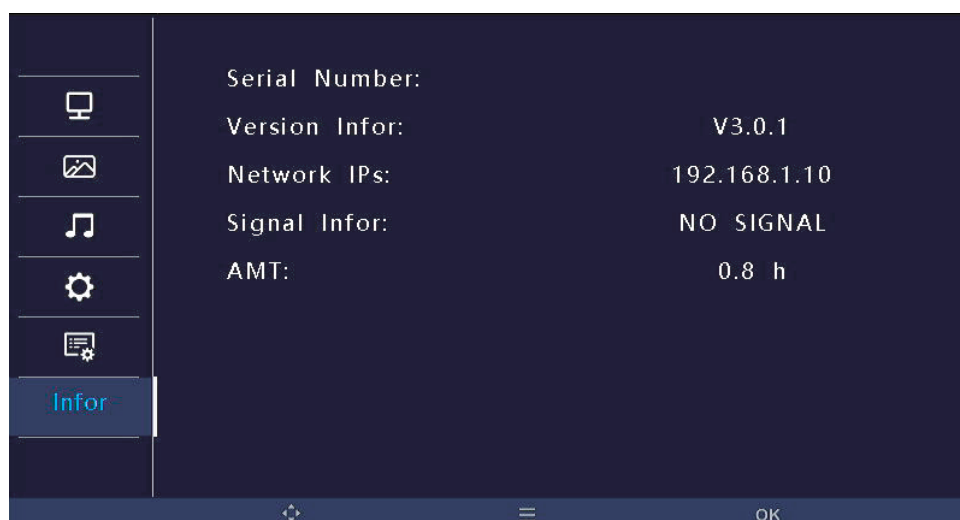 Serial Number:
Version Infor: V3.0.1
Network IPs: 192.168.1.10
Signal Infor: NO SIGNAL
AMT: 0.8 h
Infor
OK